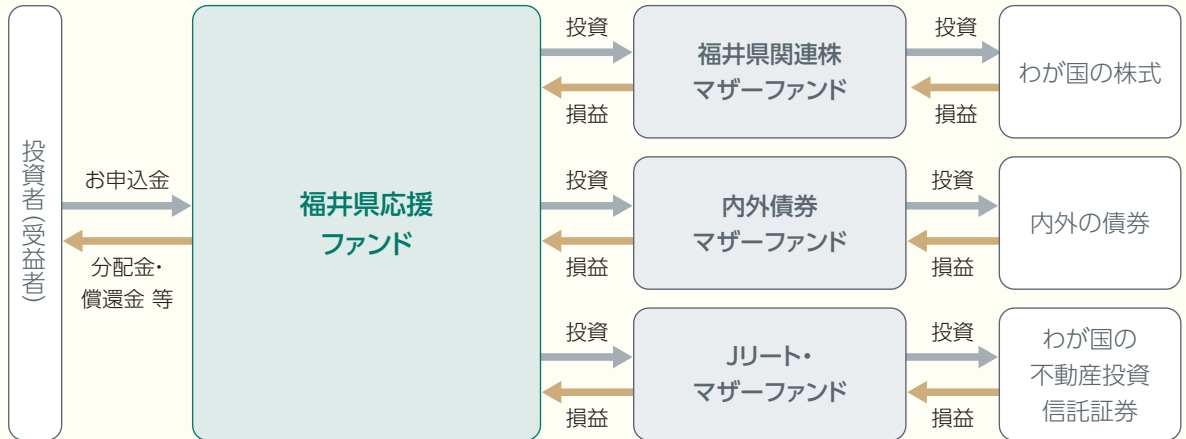 投資者(受益者)
お申込金
分配金・
償還金 等
福井県応援
ファンド
投資
損益
福井県関連株
マザーファンド
投資
損益
わが国の株式
投資
損益
内外債券
マザーファンド
投資
損益
内外の債券
投資
損益
Jリート・
マザーファンド
投資
損益
わが国の
不動産投資
信託証券